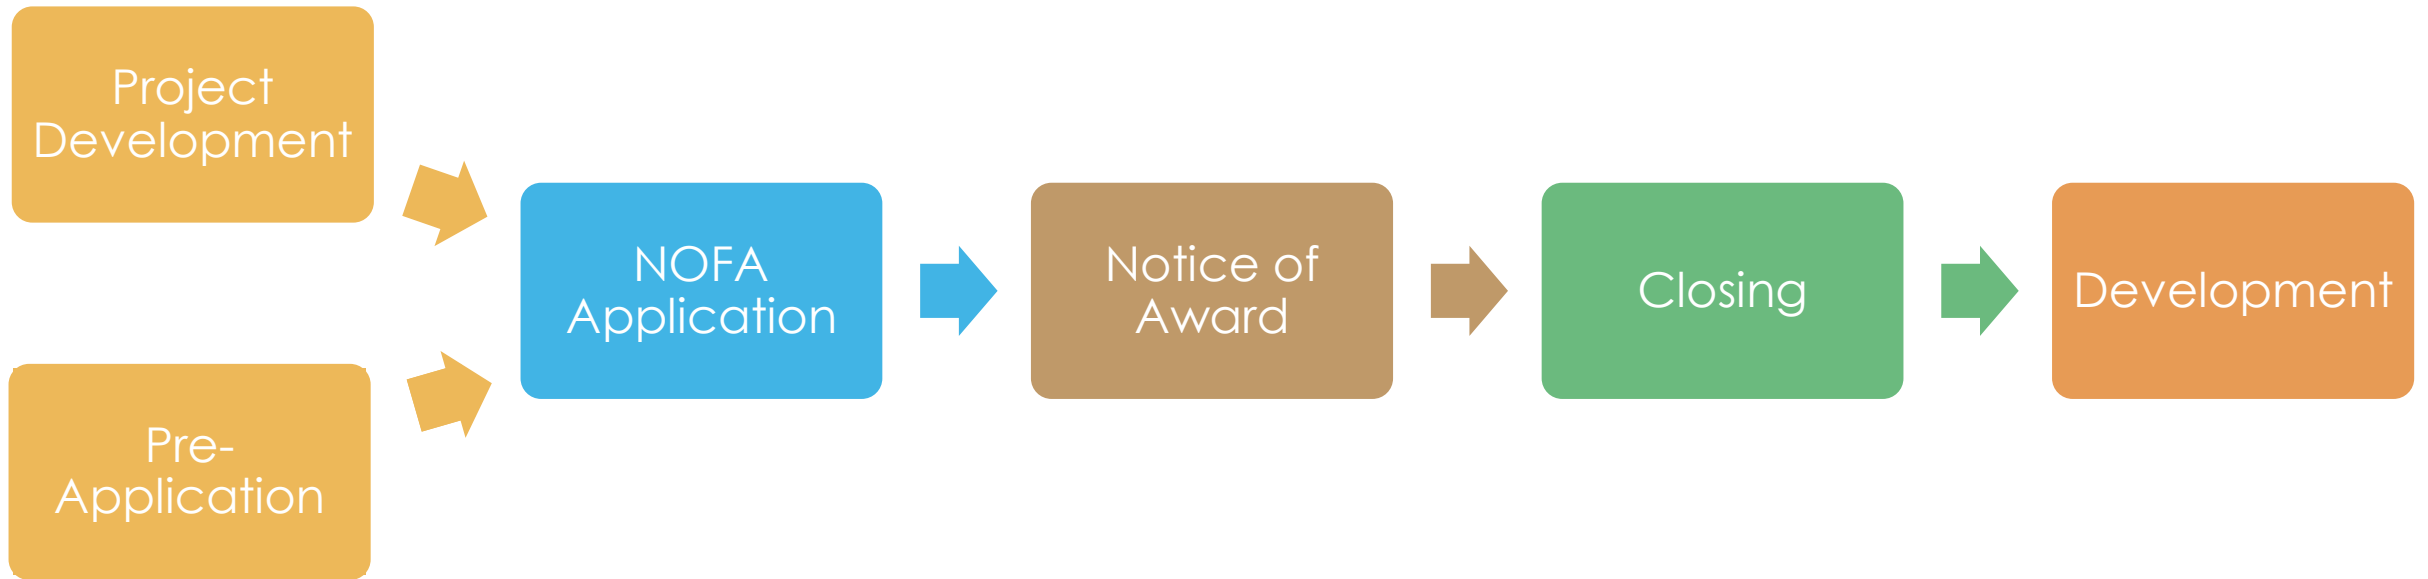 Project
Development
Pre-
Application
NOFA
Application
Notice of
Award
Closing
Development